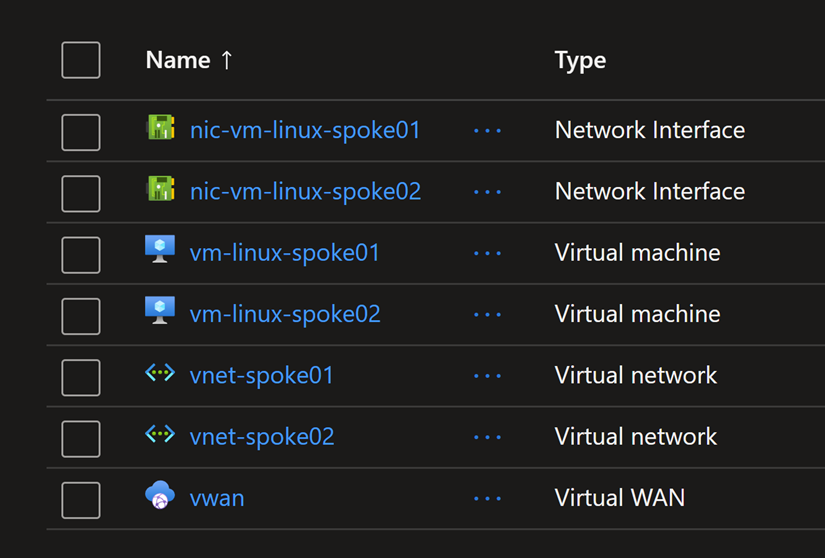 Name ↑ Type
nic-vm-linux-spoke01 ··· Network Interface
nic-vm-linux-spoke02 ··· Network Interface
vm-linux-spoke01 ··· Virtual machine
vm-linux-spoke02 ··· Virtual machine
vnet-spoke01 ··· Virtual network
vnet-spoke02 ··· Virtual network
vwan ··· Virtual WAN